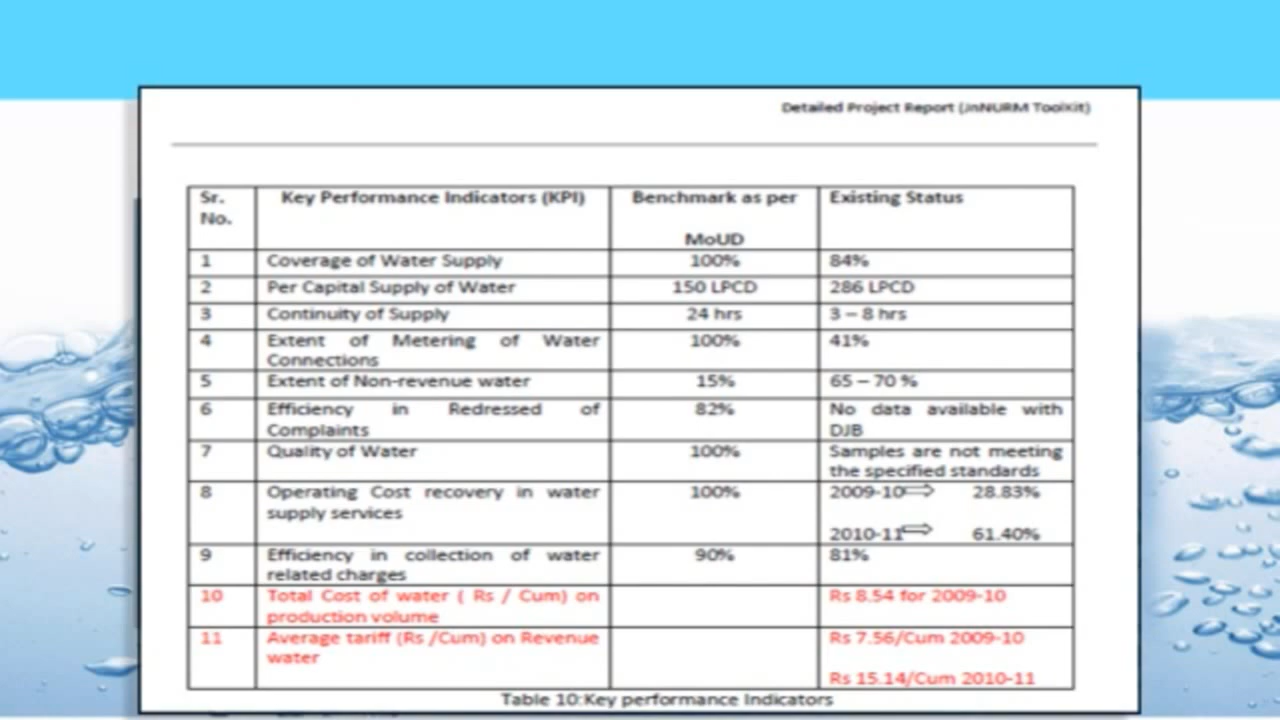 Detailed Project Report (JnNURM ToolKit)
Sr. No. Key Performance Indicators (KPI) Benchmark as per MoUD Existing Status
1 Coverage of Water Supply 100% 84%
2 Per Capital Supply of Water 150 LPCD 286 LPCD
3 Continuity of Supply 24 hrs 3 – 8 hrs
4 Extent of Metering of Water Connections 100% 41%
5 Extent of Non-revenue water 15% 65 – 70 %
6 Efficiency in Redressed of Complaints 82% No data available with DJB
7 Quality of Water 100% Samples are not meeting the specified standards
8 Operating Cost recovery in water supply services 100% 2009-10⇨ 28.83%
2010-11⇨ 61.40%
9 Efficiency in collection of water related charges 90% 81%
10 Total Cost of water ( Rs / Cum) on production volume Rs 8.54 for 2009-10
11 Average tariff (Rs /Cum) on Revenue water Rs 7.56/Cum 2009-10
Rs 15.14/Cum 2010-11
Table 10:Key performance Indicators